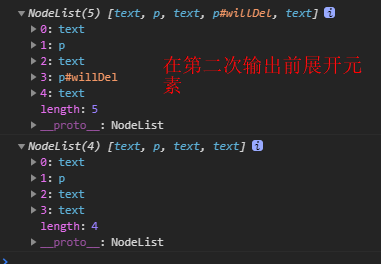 ▼NodeList(5) [text, p, text, p#willDel, text] i
▶0: text
▶1: p
▶2: text
▶3: p#willDel
▶4: text
length: 5
▶__proto__: NodeList
在第二次输出前展开元
素
▼NodeList(4) [text, p, text, text] i
▶0: text
▶1: p
▶2: text
▶3: text
length: 4
▶__proto__: NodeList
>